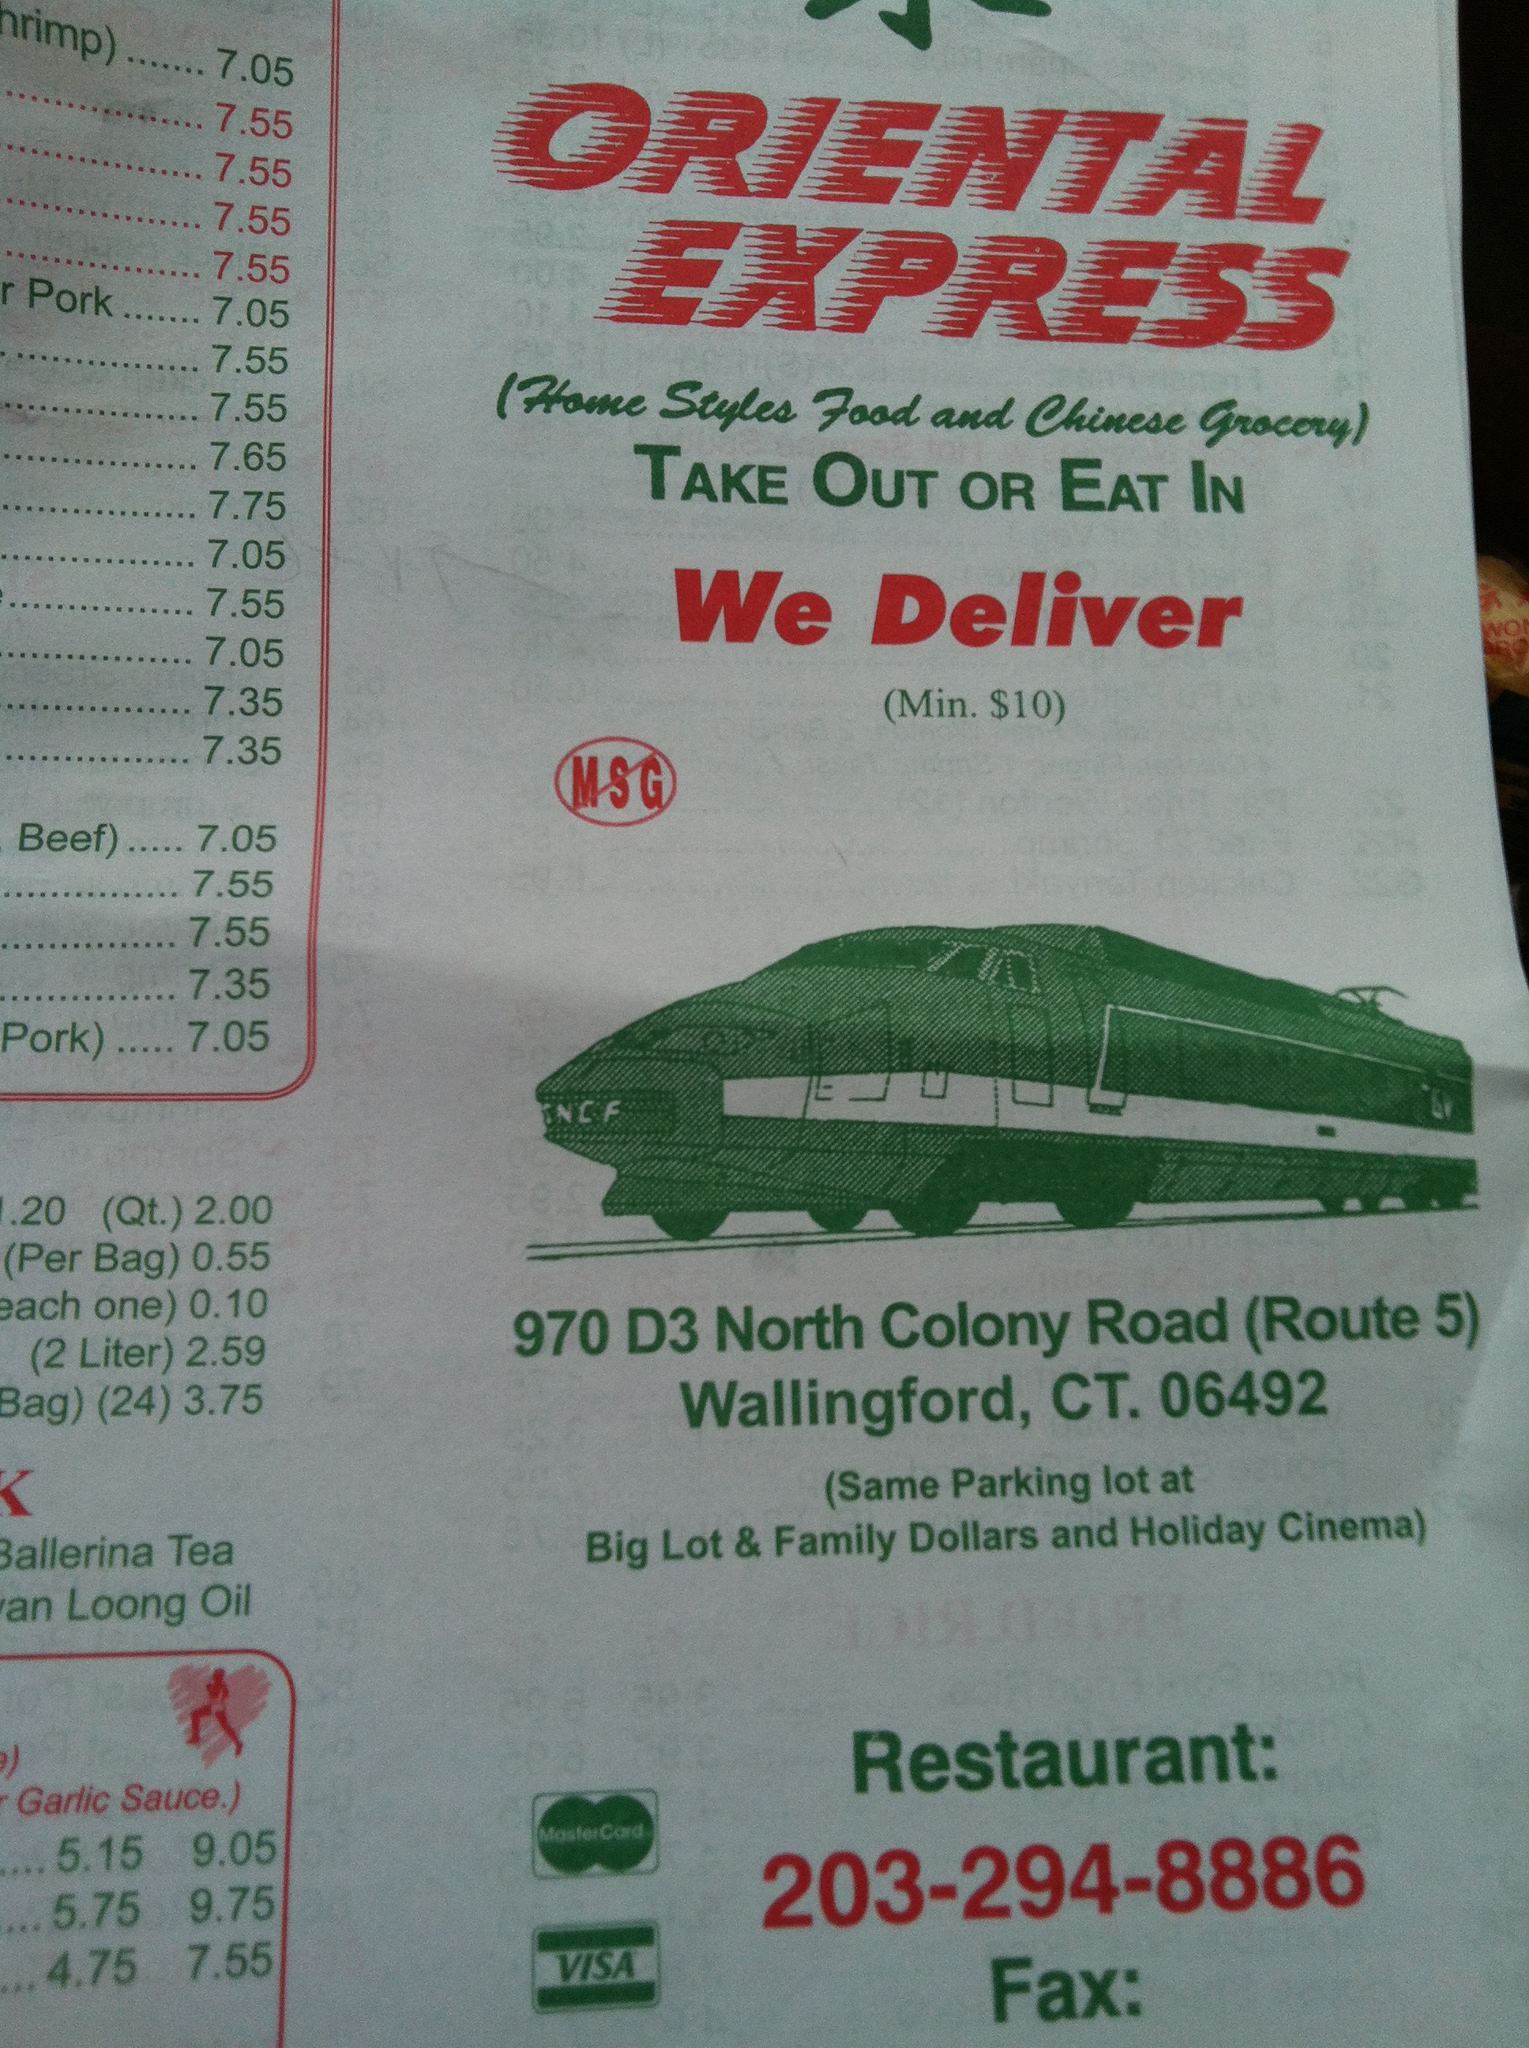 hrimp) ....... 7.05
7.55
7.55
7.55
7.55
r Pork ....... 7.05
7.55
7.55
7.65
7.75
7.05
7.55
7.05
7.35
7.35
Beef) ..... 7.05
7.55
7.55
7.35
Pork) ..... 7.05
1.20 (Qt.) 2.00
(Per Bag) 0.55
each one) 0.10
(2 Liter) 2.59
Bag) (24) 3.75
K
Ballerina Tea
van Loong Oil
r Garlic Sauce.)
.... 5.15 9.05
.... 5.75 9.75
.... 4.75 7.55
ORIENTAL
EXPRESS
(Home Styles Food and Chinese Grocery)
TAKE OUT OR EAT IN
We Deliver
(Min. $10)
MSG
SNCF
970 D3 North Colony Road (Route 5)
Wallingford, CT. 06492
(Same Parking lot at
Big Lot & Family Dollars and Holiday Cinema)
Restaurant:
MasterCard
203-294-8886
VISA
Fax: